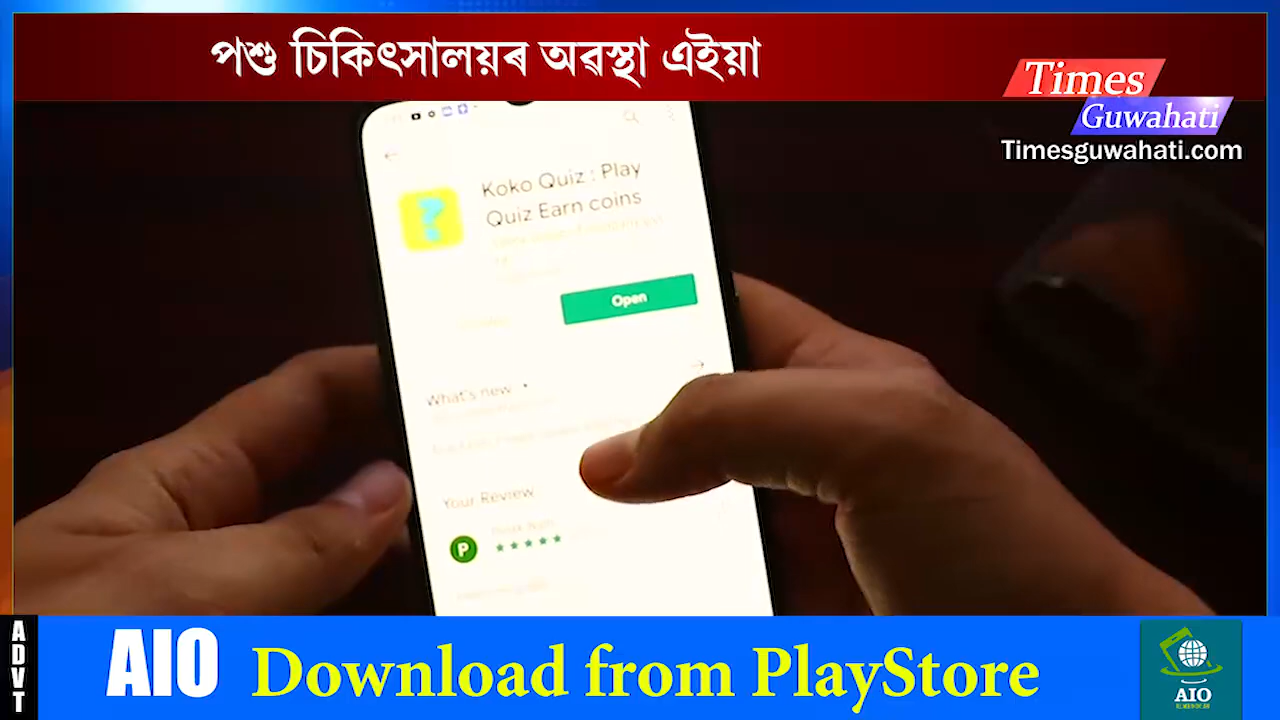 পশু চিকিৎসালয়ৰ অৱস্থা এইয়া
Times
Guwahati
Timesguwahati.com
Koko Quiz : Play
Quiz Earn coins
Open
What's new
Your Review
P
ADVT
AIO
Download from PlayStore
AIO